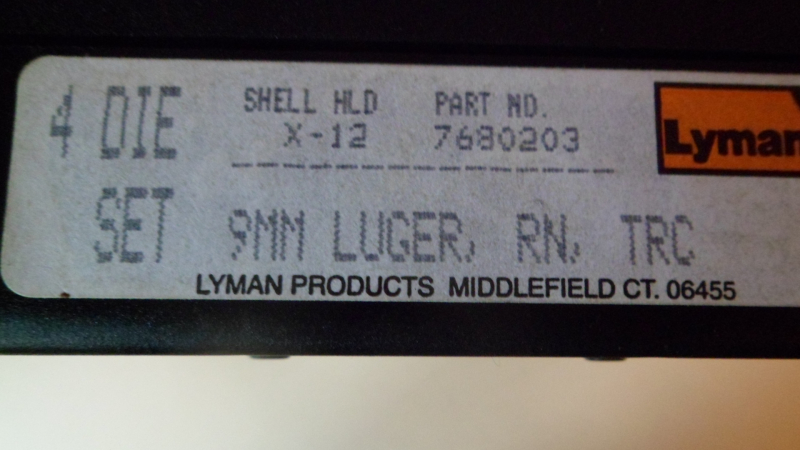 4 DIE SHELL HLD PART NO.
X-12 7680203
Lyman
SET 9MM LUGER, RN, TRC
LYMAN PRODUCTS MIDDLEFIELD CT. 06455